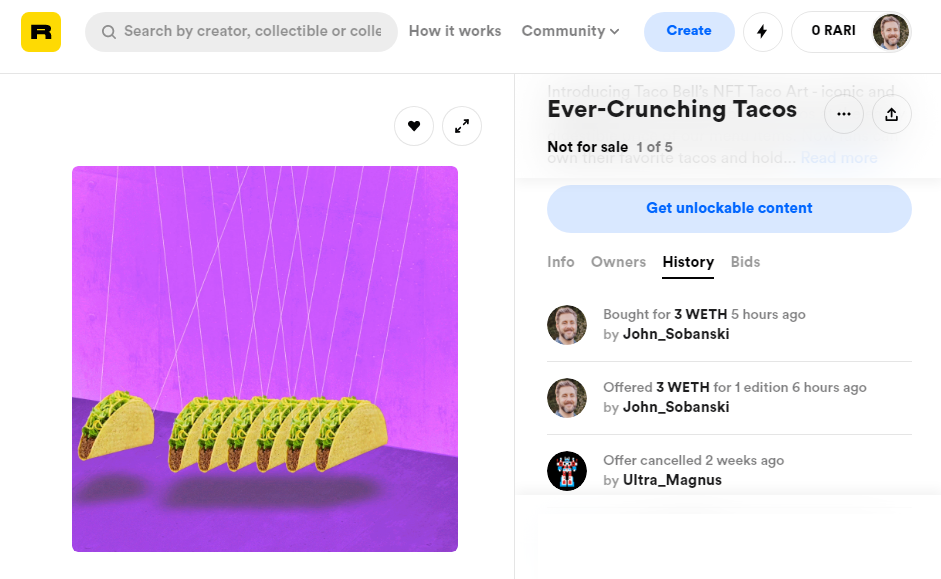 R
Search by creator, collectible or colle
How it works
Community
Create
0 RARI
Introducing Taco Bell's NFT Taco Art - iconic and
Ever-Crunching Tacos
Not for sale 1 of 5
own their favorite tacos and hold... Read more
Get unlockable content
Info Owners History Bids
Bought for 3 WETH 5 hours ago
by John_Sobanski
Offered 3 WETH for 1 edition 6 hours ago
by John_Sobanski
Offer cancelled 2 weeks ago
by Ultra_Magnus